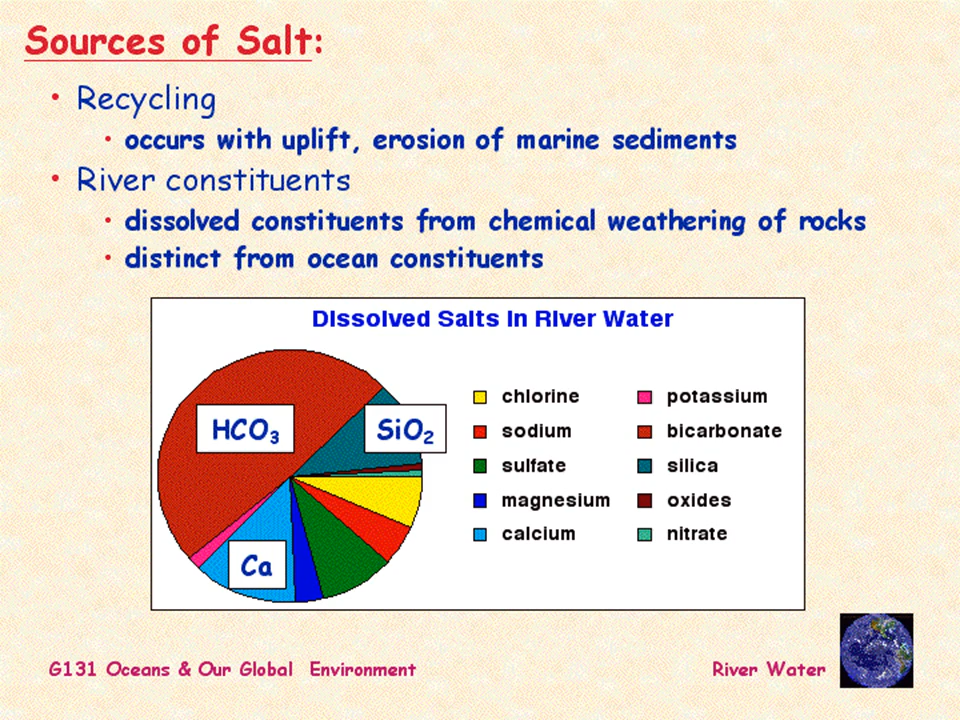 Sources of Salt:
• Recycling
• occurs with uplift, erosion of marine sediments
• River constituents
• dissolved constituents from chemical weathering of rocks
• distinct from ocean constituents
Dissolved Salts in River Water
HCO₃
SiO₂
Ca
chlorine
sodium
sulfate
magnesium
calcium
potassium
bicarbonate
silica
oxides
nitrate
G131 Oceans & Our Global Environment
River Water